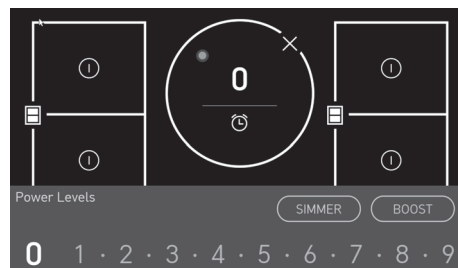 0
Power Levels
SIMMER
BOOST
0 1 · 2 · 3 · 4 · 5 · 6 · 7 · 8 · 9